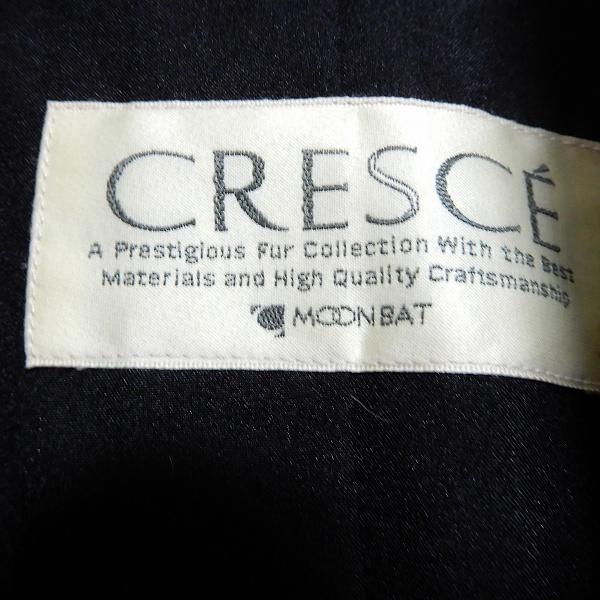 CRESCÉ
A Prestigious Fur Collection With the Best
Materials and High Quality Craftsmanship
MOONBAT